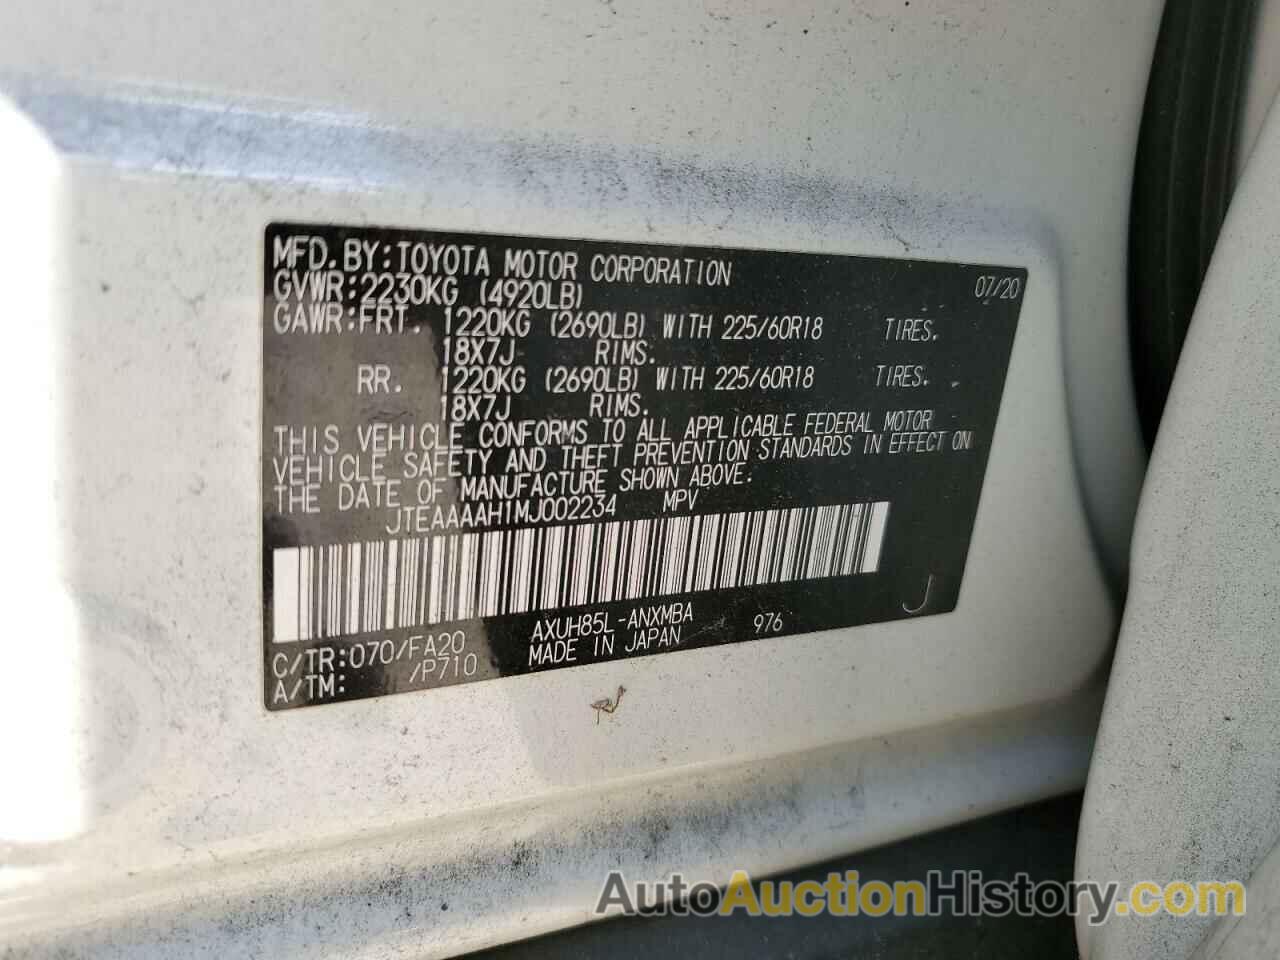 MFD. BY: TOYOTA MOTOR CORPORATION 07/20
GVWR: 2230KG (4920LB)
GAWR: FRT. 1220KG (2690LB) WITH 225/60R18 TIRES.
18X7J RIMS.
RR. 1220KG (2690LB) WITH 225/60R18 TIRES.
18X7J RIMS.
THIS VEHICLE CONFORMS TO ALL APPLICABLE FEDERAL MOTOR
VEHICLE SAFETY AND THEFT PREVENTION STANDARDS IN EFFECT ON
THE DATE OF MANUFACTURE SHOWN ABOVE.
JTEAAAAH1MJ002234 MPV
C/TR: 070/FA20 AXUH85L-ANXMBA 976 J
A/TM: /P710 MADE IN JAPAN
AutoAuctionHistory.com